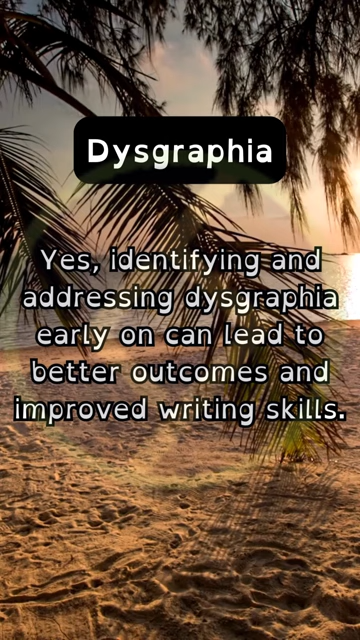 Dysgraphia
Yes, identifying and
addressing dysgraphia
early on can lead to
better outcomes and
improved writing skills.